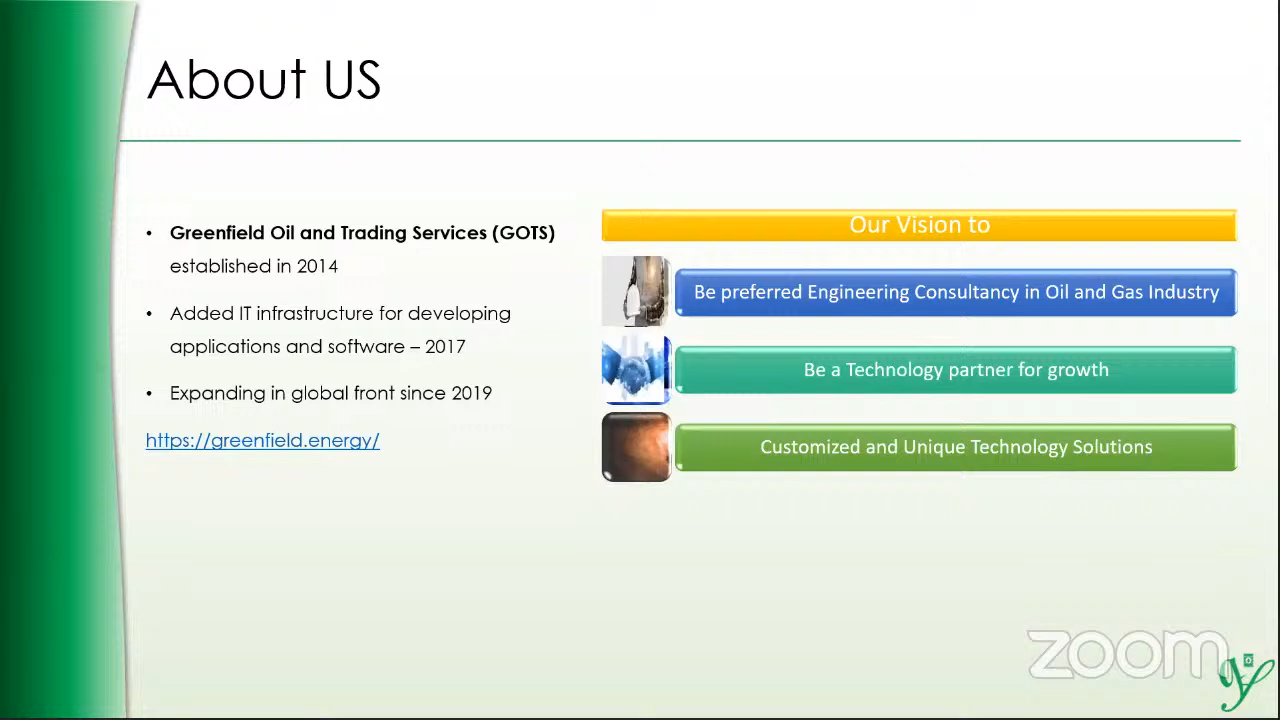 About US
• Greenfield Oil and Trading Services (GOTS)
established in 2014
• Added IT infrastructure for developing
applications and software – 2017
• Expanding in global front since 2019
https://greenfield.energy/
Our Vision to
Be preferred Engineering Consultancy in Oil and Gas Industry
Be a Technology partner for growth
Customized and Unique Technology Solutions
zoom